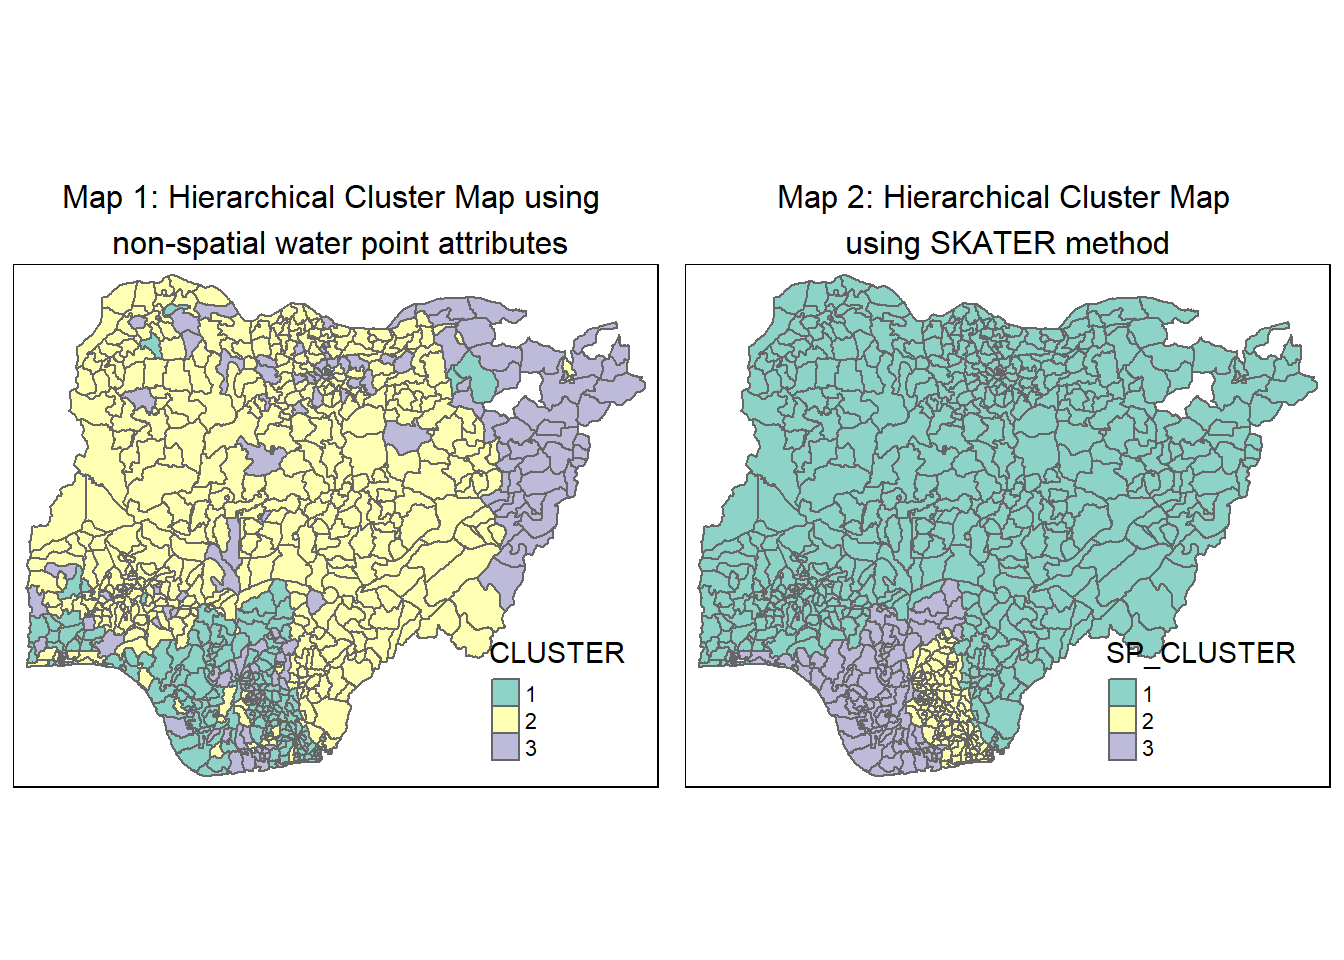 Map 1: Hierarchical Cluster Map using
non-spatial water point attributes
CLUSTER
1
2
3
Map 2: Hierarchical Cluster Map
using SKATER method
SP_CLUSTER
1
2
3